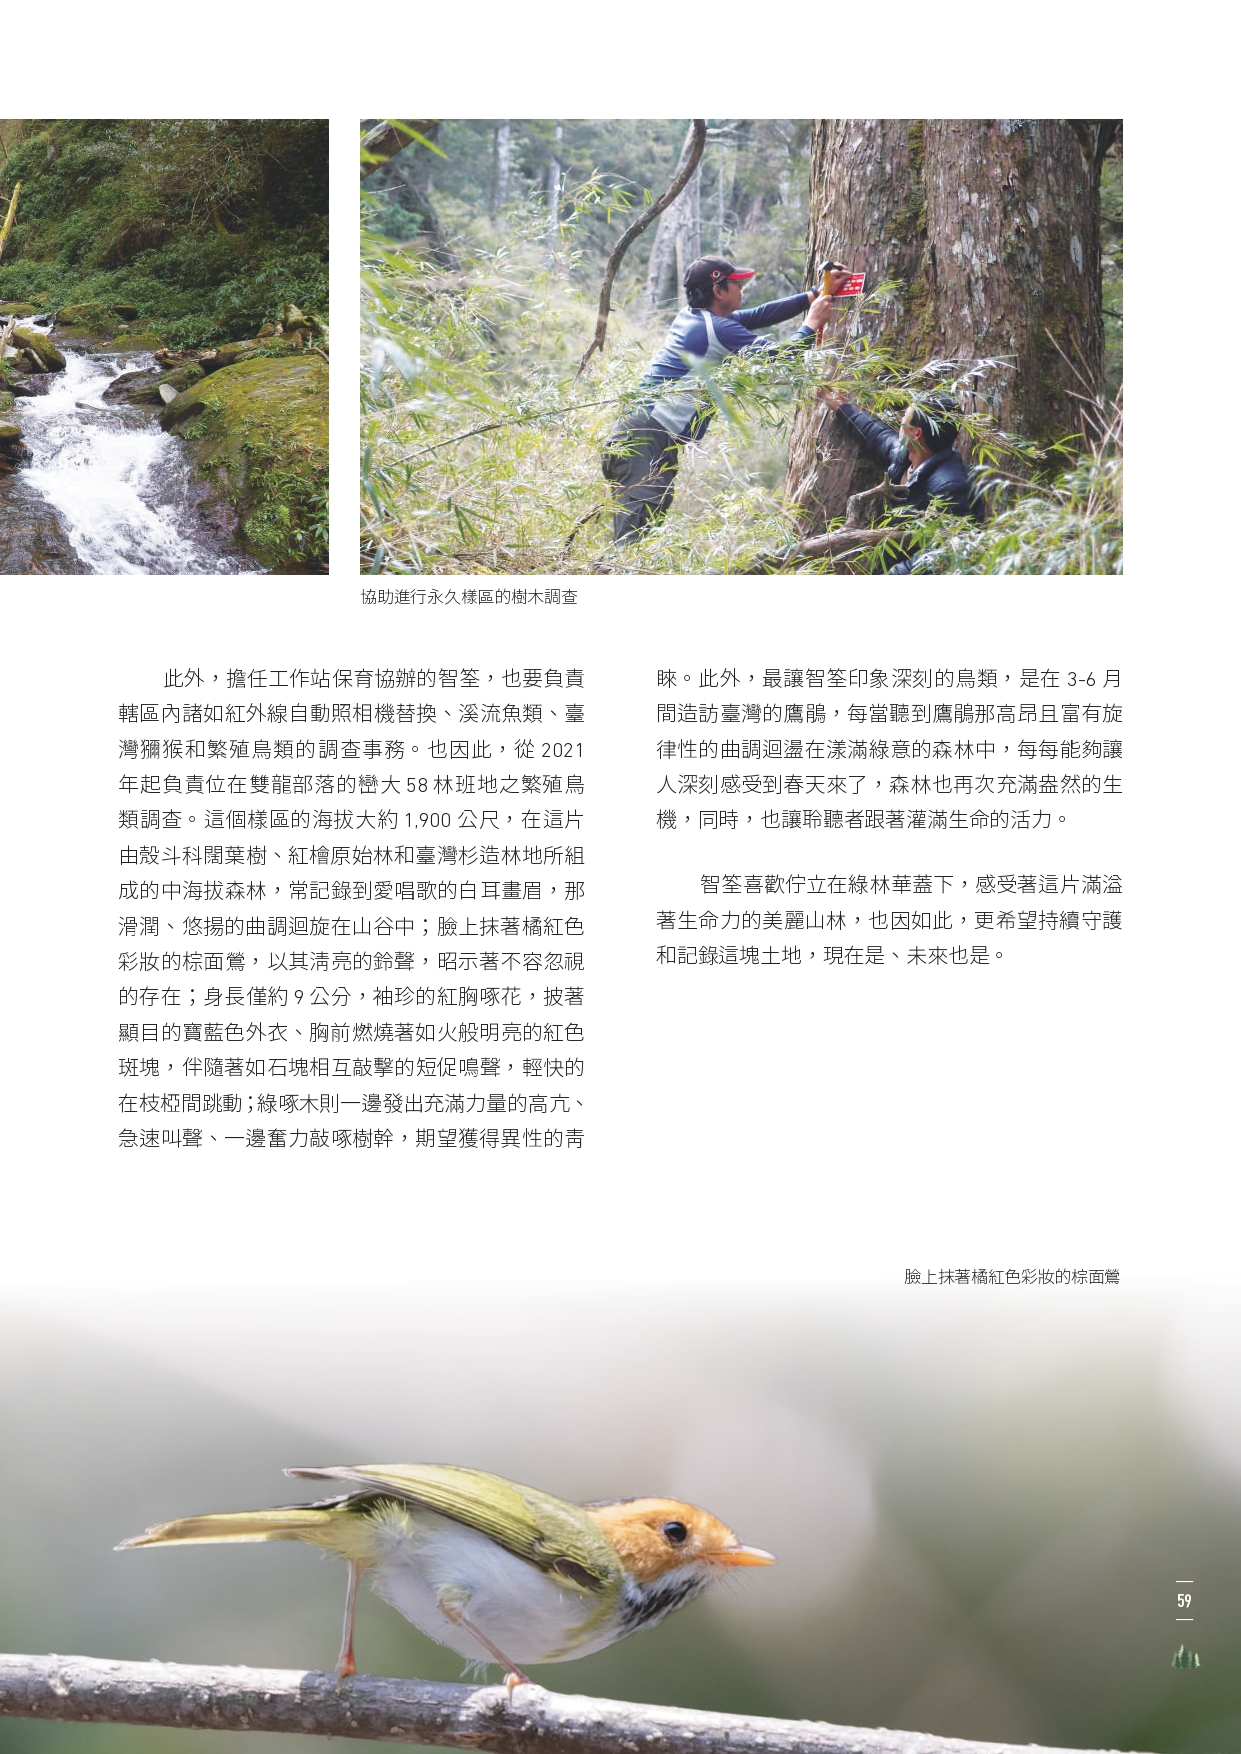 協助進行永久樣區的樹木調查
此外，擔任工作站保育協辦的智筌，也要負責
轄區內諸如紅外線自動照相機替換、溪流魚類、臺
灣獼猴和繁殖鳥類的調查事務。也因此，從 2021
年起負責位在雙龍部落的巒大 58 林班地之繁殖鳥
類調查。這個樣區的海拔大約 1,900 公尺，在這片
由殼斗科闊葉樹、紅檜原始林和臺灣杉造林地所組
成的中海拔森林，常記錄到愛唱歌的白耳畫眉，那
滑潤、悠揚的曲調迴旋在山谷中；臉上抹著橘紅色
彩妝的棕面鶯，以其清亮的鈴聲，昭示著不容忽視
的存在；身長僅約 9 公分，袖珍的紅胸啄花，披著
顯目的寶藍色外衣、胸前燃燒著如火般明亮的紅色
斑塊，伴隨著如石塊相互敲擊的短促鳴聲，輕快的
在枝椏間跳動；綠啄木則一邊發出充滿力量的高亢、
急速叫聲、一邊奮力敲啄樹幹，期望獲得異性的青
睞。此外，最讓智筌印象深刻的鳥類，是在 3-6 月
間造訪臺灣的鷹鵑，每當聽到鷹鵑那高昂且富有旋
律性的曲調迴盪在漾滿綠意的森林中，每每能夠讓
人深刻感受到春天來了，森林也再次充滿盎然的生
機，同時，也讓聆聽者跟著灌滿生命的活力。
智筌喜歡佇立在綠林華蓋下，感受著這片滿溢
著生命力的美麗山林，也因如此，更希望持續守護
和記錄這塊土地，現在是、未來也是。
臉上抹著橘紅色彩妝的棕面鶯
59